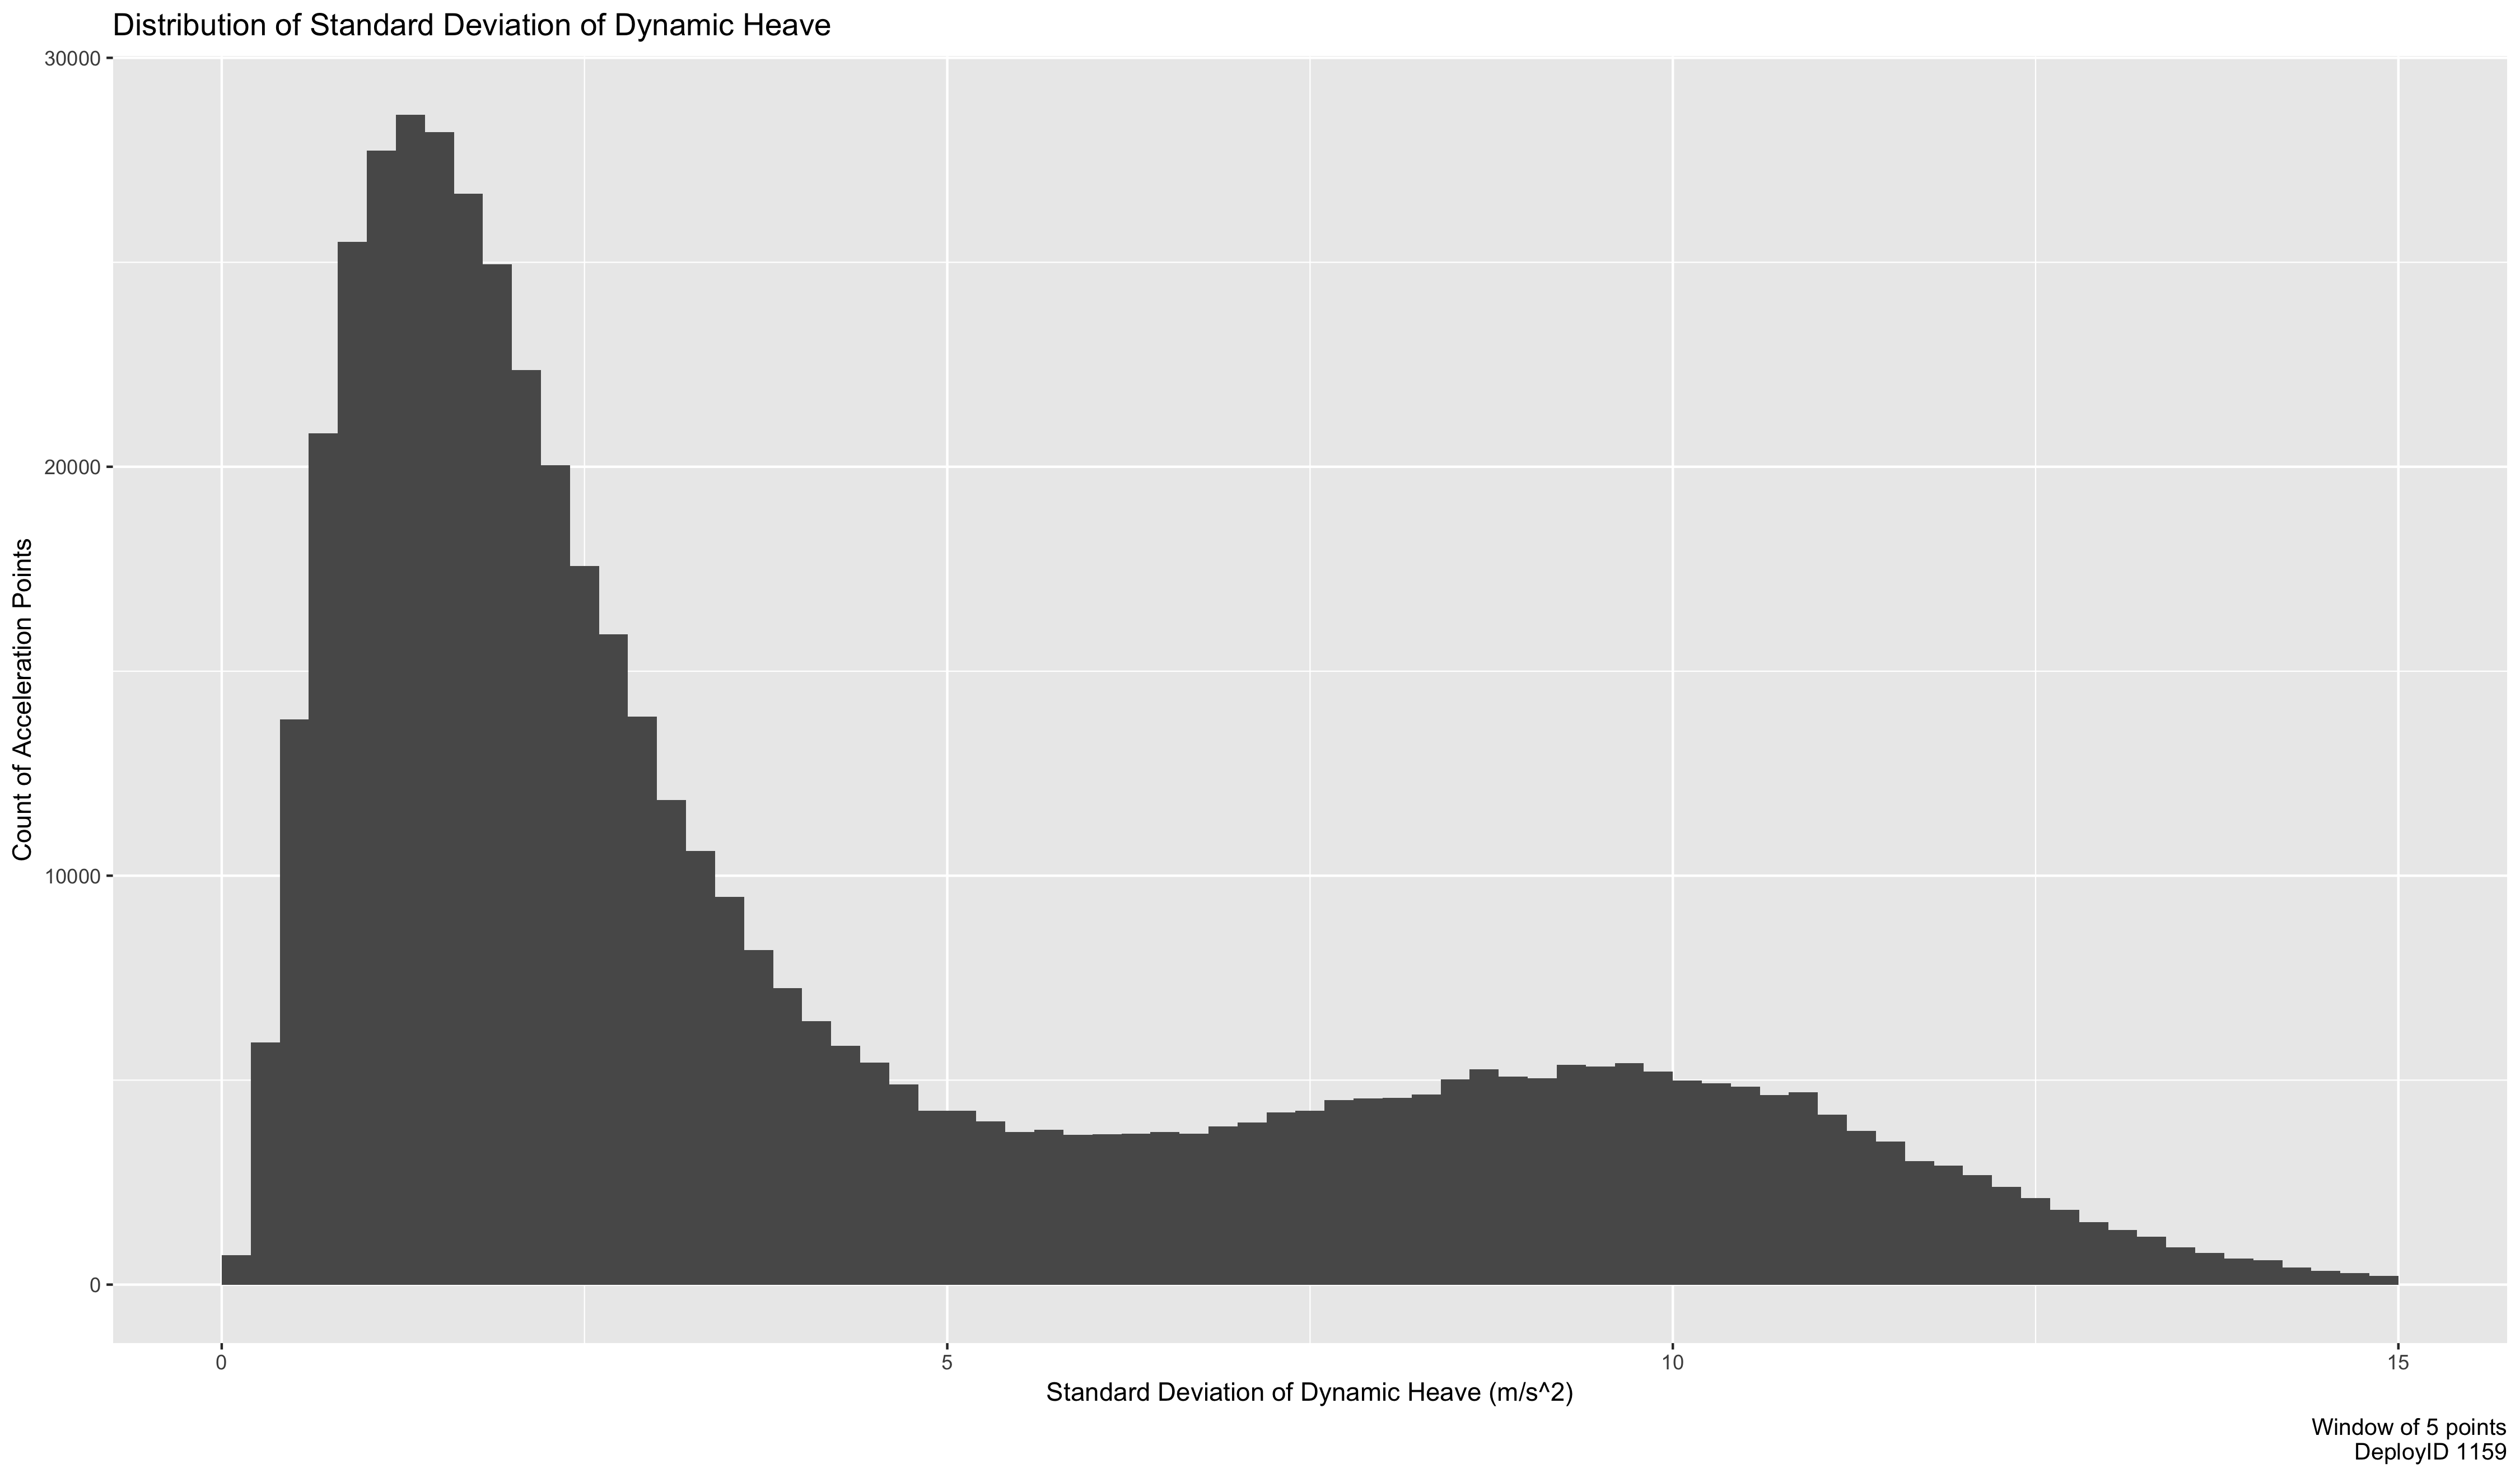 Distribution of Standard Deviation of Dynamic Heave
30000
20000
10000
0
Count of Acceleration Points
0
5
10
15
Standard Deviation of Dynamic Heave (m/s^2)
Window of 5 points
DeployID 1159